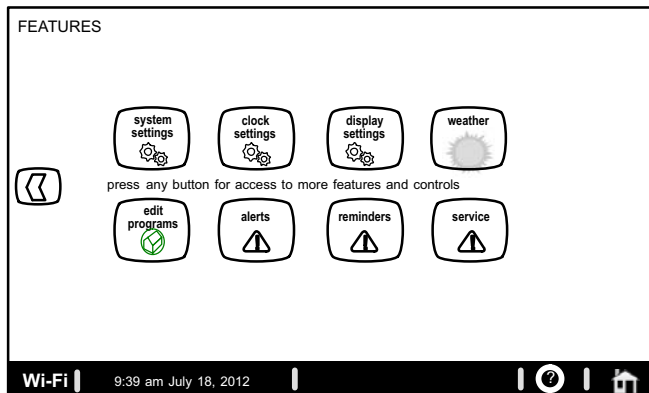 FEATURES
system settings
clock settings
display settings
weather
press any button for access to more features and controls
edit programs
alerts
reminders
service
Wi-Fi
9:39 am July 18, 2012
?